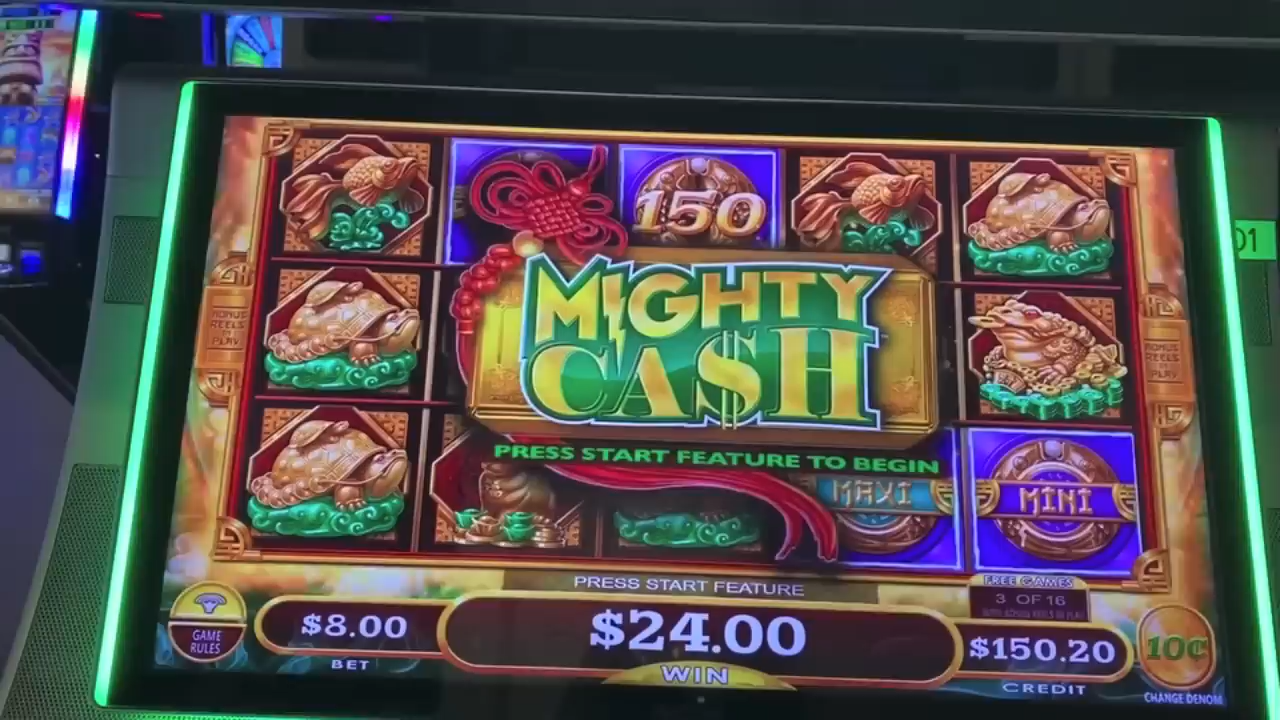 150
MIGHTY
CA$H
PRESS START FEATURE TO BEGIN
BONUS
REELS
IN
PLAY
BONUS
REELS
IN
PLAY
MAXI
MINI
PRESS START FEATURE
FREE GAMES
3 OF 16
GAME
RULES
$8.00
BET
$24.00
WIN
$150.20
CREDIT
10¢
CHANGE DENOM
01